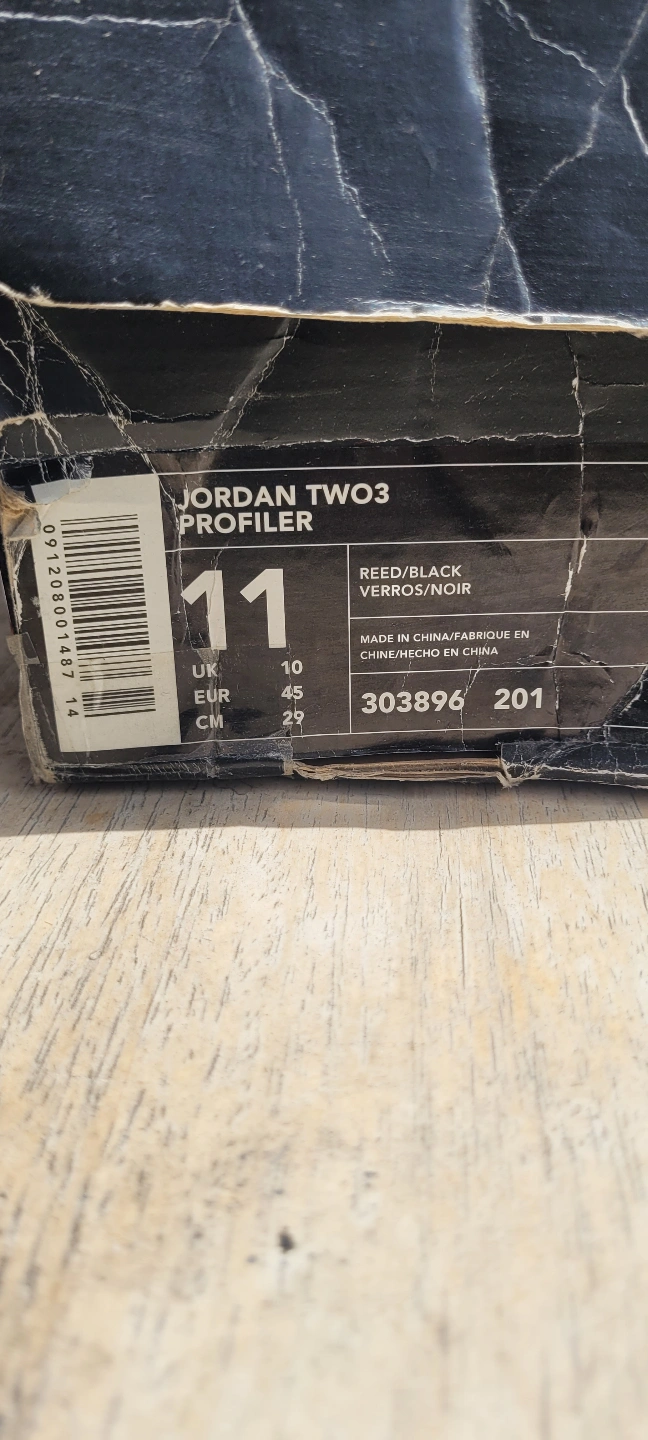 JORDAN TWO3
PROFILER
091208001487 14
11
UK 10
EUR 45
CM 29
REED/BLACK
VERROS/NOIR
MADE IN CHINA/FABRIQUE EN
CHINE/HECHO EN CHINA
303896 201